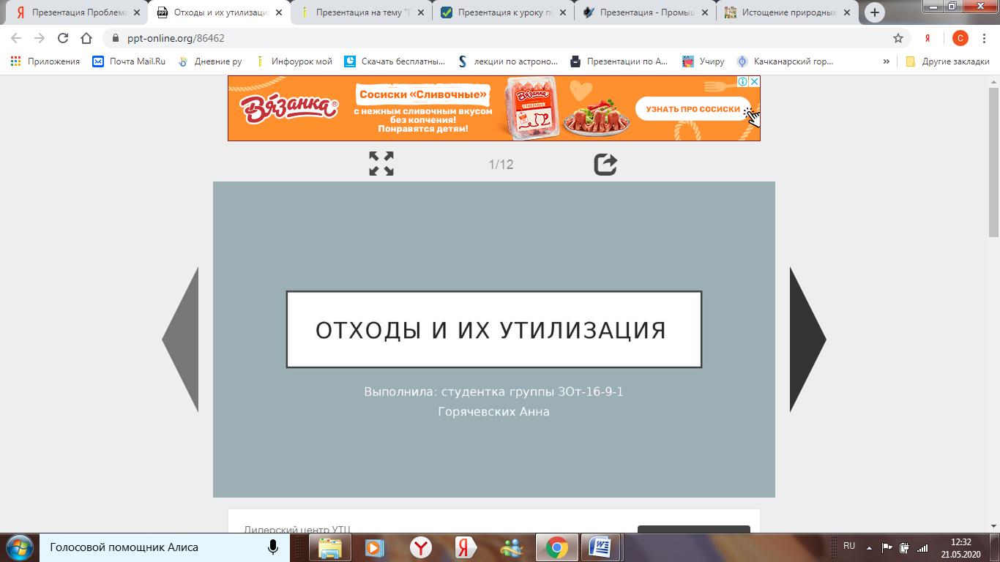 Презентация Проблема
Отходы и их утилизаци
Презентация на тему "Г
Презентация к уроку по
Презентация - Промыш
Истощение природных
ppt-online.org/86462
Приложения
Почта Mail.Ru
Дневние ру
Инфоурок мой
Скачать бесплатны...
лекции по астроно...
Презентации по А...
Учиру
Качканарский гор...
Другие закладки
Вязанка
Сосиски «Сливочные»
с нежным сливочным вкусом
без копчения!
Понравятся детям!
Вязанка
УЗНАТЬ ПРО СОСИСКИ
1/12
ОТХОДЫ И ИХ УТИЛИЗАЦИЯ
Выполнила: студентка группы ЗОт-16-9-1
Горячевских Анна
Дилерский центр УТЦ
Голосовой помощник Алиса
RU
12:32
21.05.2020